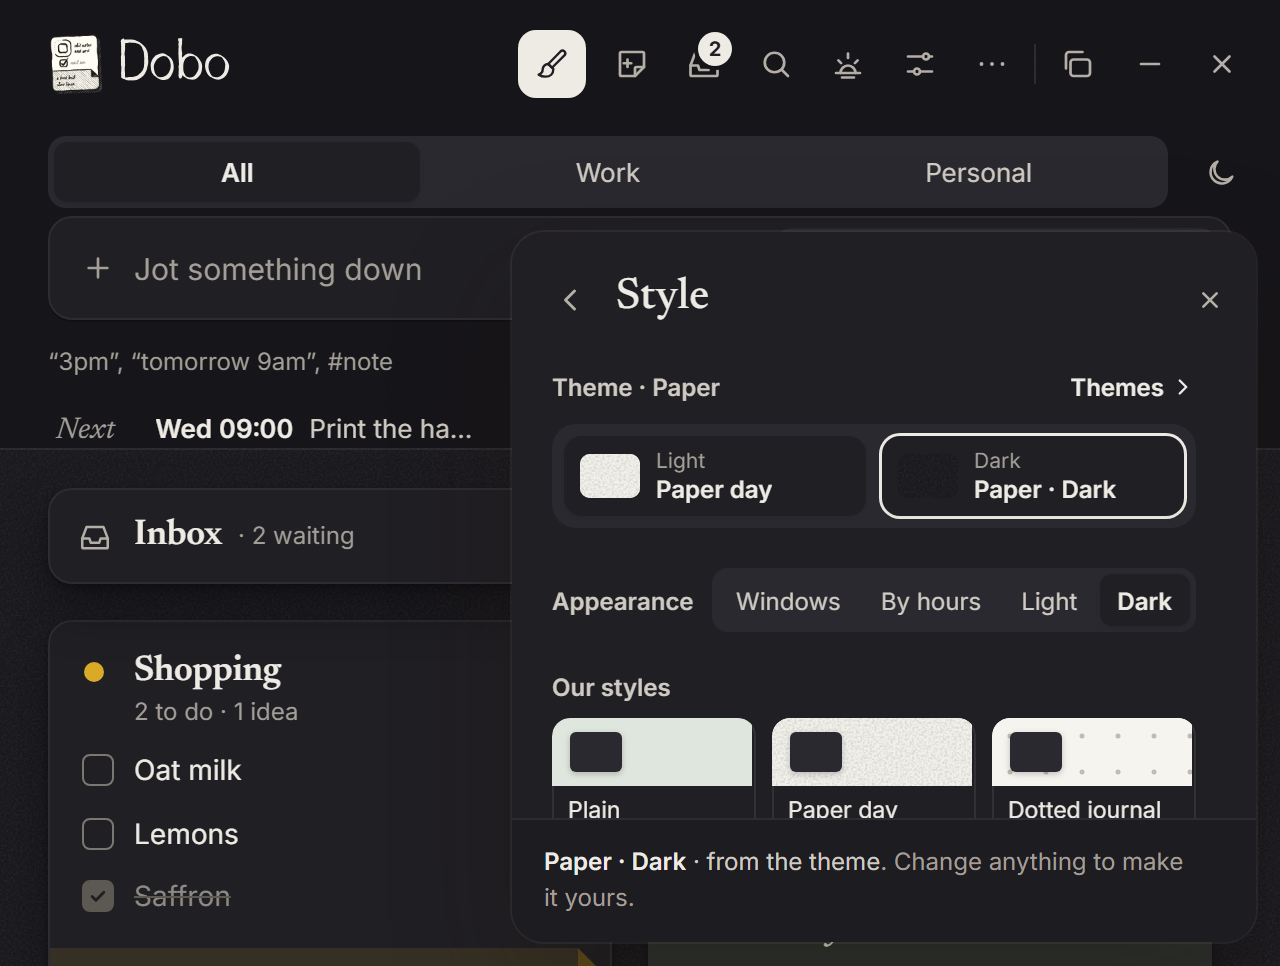 Dobo
2
All
Work
Personal
Jot something down
“3pm”, “tomorrow 9am”, #note
Next
Wed 09:00 Print the ha...
Inbox · 2 waiting
Shopping
2 to do · 1 idea
Oat milk
Lemons
Saffron
Style
Theme · Paper
Themes
Light
Paper day
Dark
Paper · Dark
Appearance
Windows
By hours
Light
Dark
Our styles
Plain
Paper day
Dotted journal
Paper · Dark · from the theme. Change anything to make
it yours.